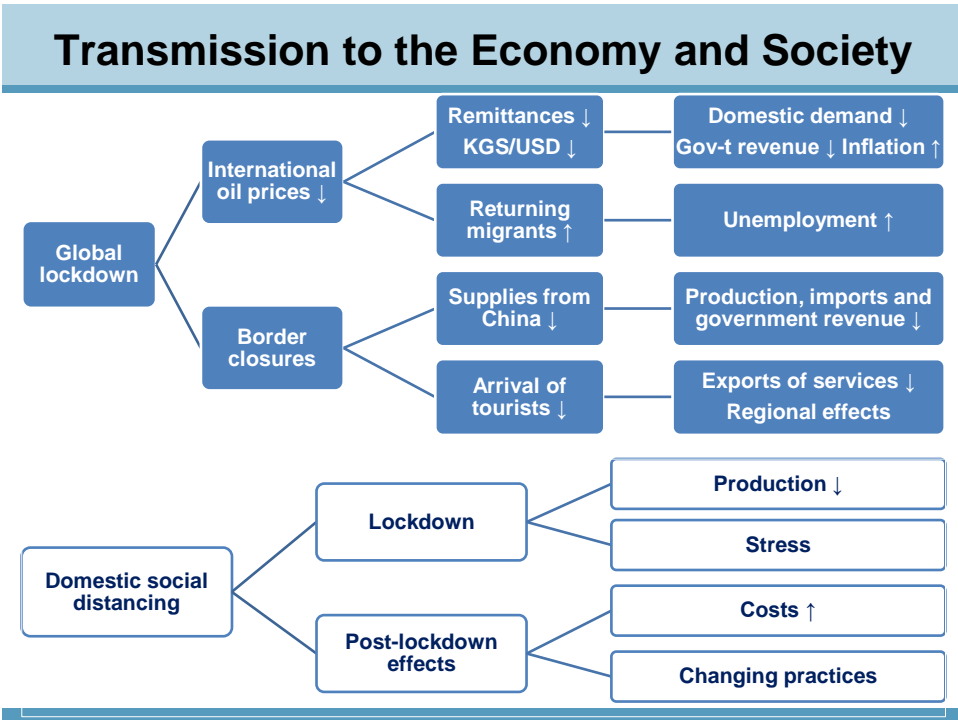 Transmission to the Economy and Society
Global
lockdown
International
oil prices ↓
Border
closures
Remittances ↓
KGS/USD ↓
Returning
migrants ↑
Supplies from
China ↓
Arrival of
tourists ↓
Domestic demand ↓
Gov-t revenue ↓ Inflation ↑
Unemployment ↑
Production, imports and
government revenue ↓
Exports of services ↓
Regional effects
Domestic social
distancing
Lockdown
Post-lockdown
effects
Production ↓
Stress
Costs ↑
Changing practices